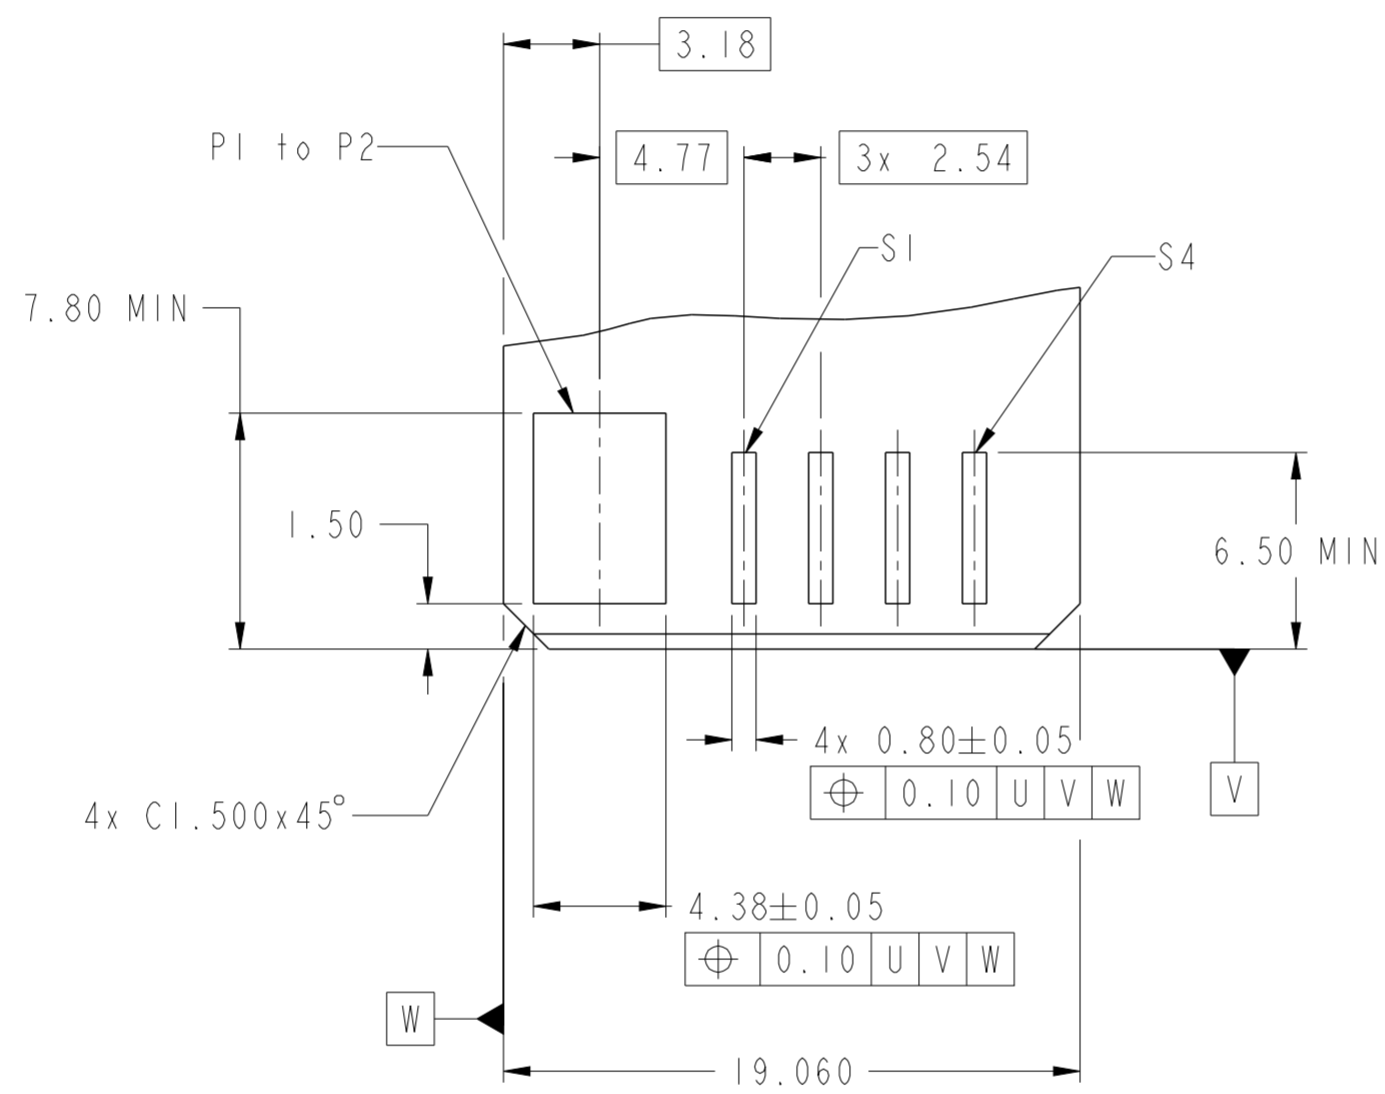 3.18
P1 to P2
4.77
3x 2.54
S1
S4
7.80 MIN
1.50
6.50 MIN
4x 0.80±0.05
⌖ 0.10 U V W
V
4x C1.500x45°
4.38±0.05
⌖ 0.10 U V W
W
19.060